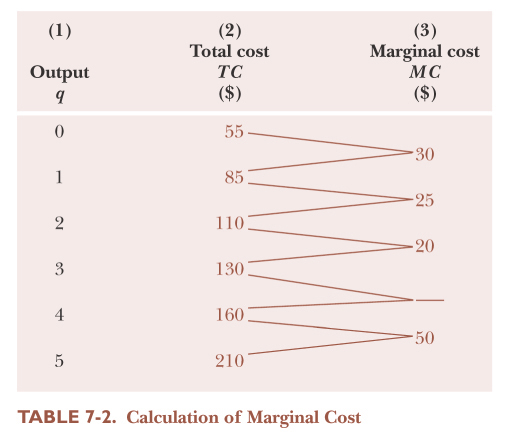 (1) (2) (3)
Total cost Marginal cost
Output TC MC
q ($) ($)
0 55
30
1 85
25
2 110
20
3 130
4 160
50
5 210
TABLE 7-2. Calculation of Marginal Cost